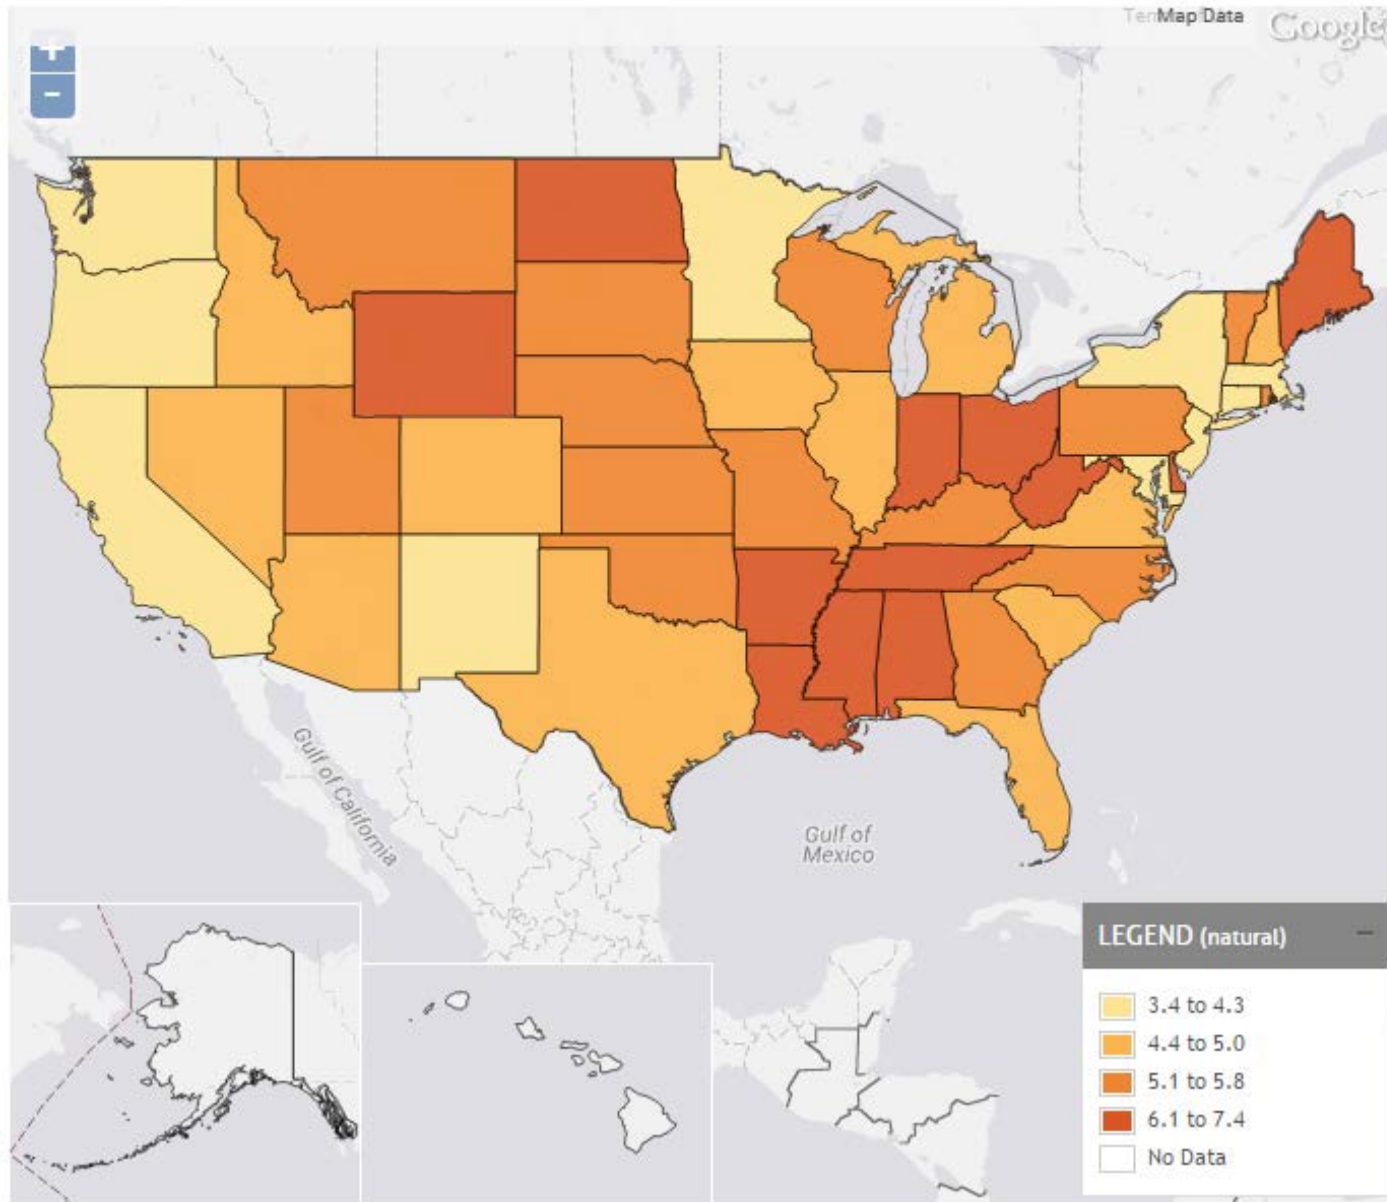 Map Data
Google
+
-
Gulf of California
Gulf of
Mexico
LEGEND (natural) −
3.4 to 4.3
4.4 to 5.0
5.1 to 5.8
6.1 to 7.4
No Data